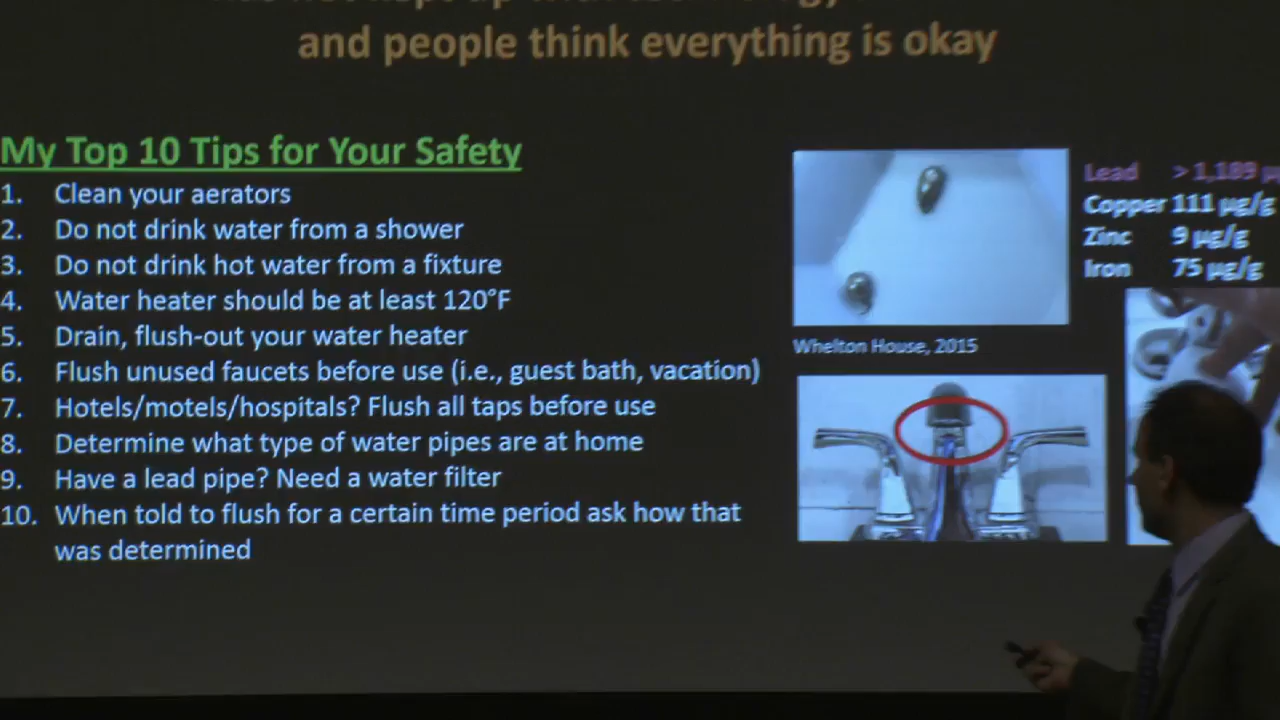 and people think everything is okay
My Top 10 Tips for Your Safety
1. Clean your aerators
2. Do not drink water from a shower
3. Do not drink hot water from a fixture
4. Water heater should be at least 120°F
5. Drain, flush-out your water heater
6. Flush unused faucets before use (i.e., guest bath, vacation)
7. Hotels/motels/hospitals? Flush all taps before use
8. Determine what type of water pipes are at home
9. Have a lead pipe? Need a water filter
10. When told to flush for a certain time period ask how that
was determined
Lead > 1,189 µ
Copper 111 µg/g
Zinc 9 µg/g
Iron 75 µg/g
Whelton House, 2015